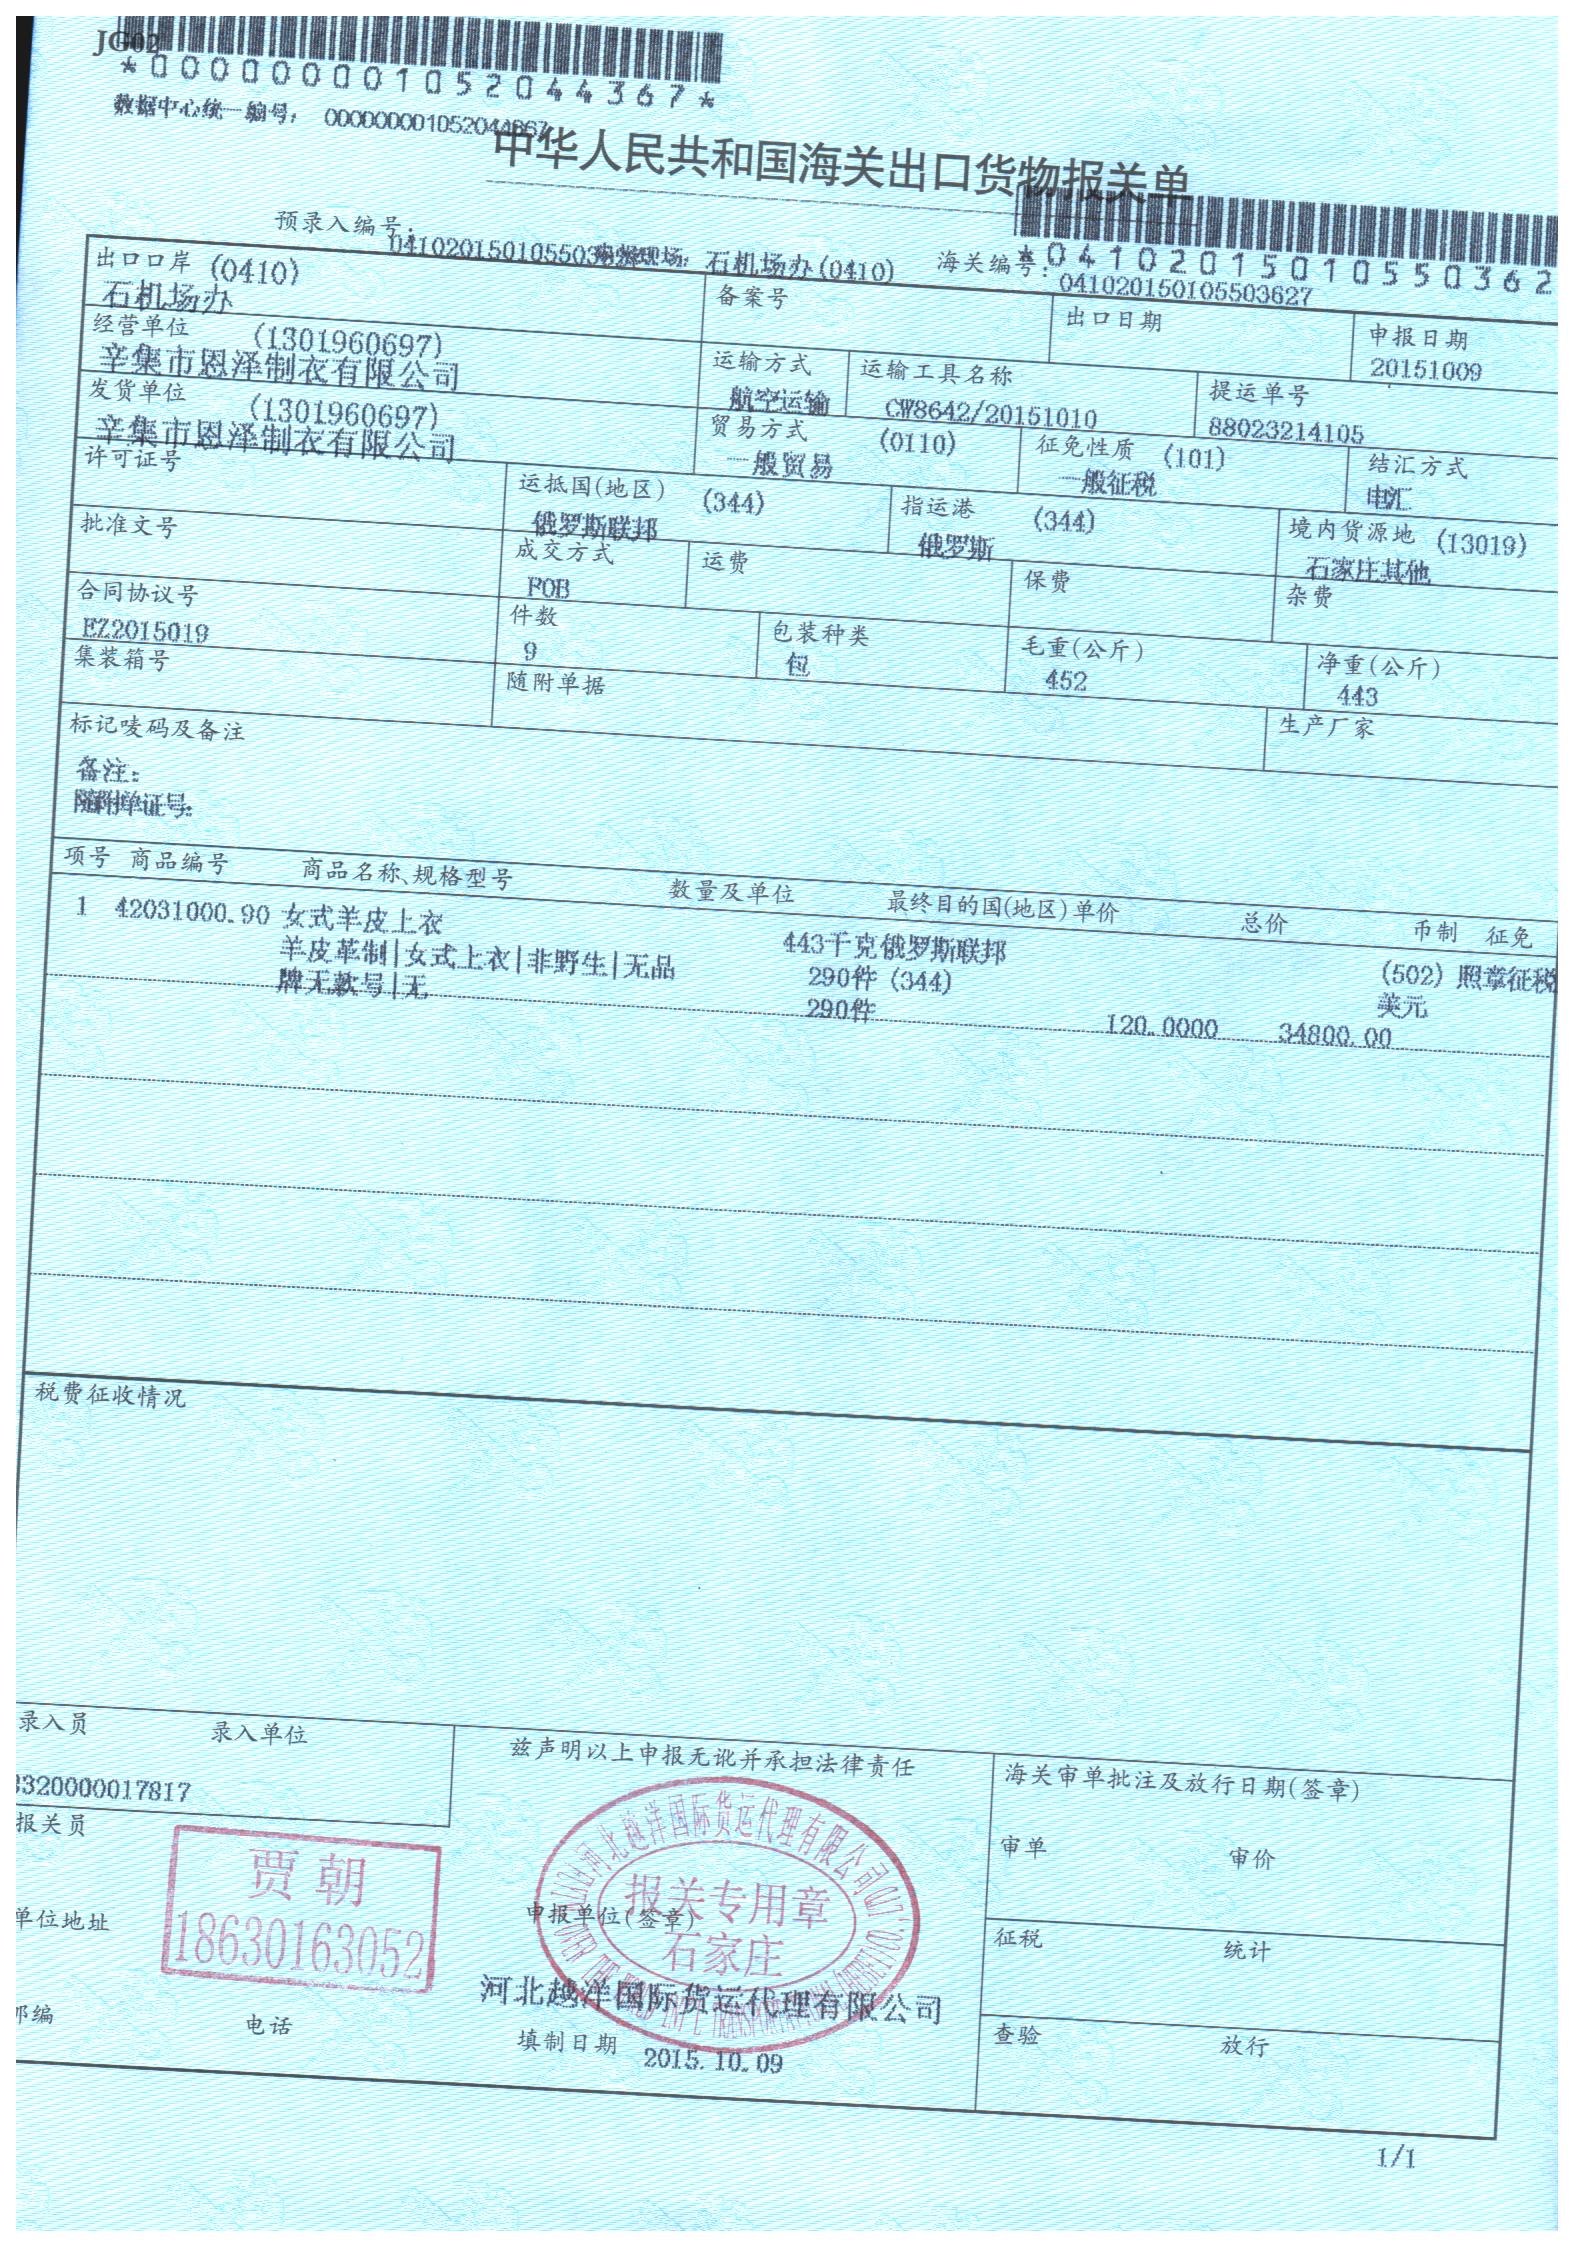 JG02
*000000001052044367*
数据中心统一编号： 000000001052044367
中华人民共和国海关出口货物报关单
*04102015010550362
预录入编号： 申报现场：石机场办(0410) 海关编号：041020150105503627
出口口岸 (0410) 备案号 出口日期 申报日期
石机场办 20151009
经营单位 (1301960697) 运输方式 运输工具名称 提运单号
辛集市恩泽制衣有限公司 航空运输 CW8642/20151010 88023214105
发货单位 (1301960697) 贸易方式 (0110) 征免性质 (101) 结汇方式
辛集市恩泽制衣有限公司 一般贸易 一般征税 电汇
许可证号 运抵国(地区) (344) 指运港 (344) 境内货源地 (13019)
俄罗斯联邦 俄罗斯 石家庄其他
批准文号 成交方式 运费 保费 杂费
FOB
合同协议号 件数 包装种类 毛重(公斤) 净重(公斤)
EZ2015019 9 包 452 443
集装箱号 随附单据 生产厂家
标记唛码及备注
备注：
随附单证号：
项号 商品编号 商品名称、规格型号 数量及单位 最终目的国(地区) 单价 总价 币制 征免
1 42031000.90 女式羊皮上衣 443千克 俄罗斯联邦 (502) 照章征税
羊皮革制|女式上衣|非野生|无品 290件 (344) 美元
牌无款号|无 290件 120.0000 34800.00
税费征收情况
录入员 录入单位 兹声明以上申报无讹并承担法律责任 海关审单批注及放行日期(签章)
320000017817
报关员 审单 审价
贾朝
18630163052
河北越洋国际货运代理有限公司
报关专用章
石家庄
单位地址 申报单位(签章) 征税 统计
河北越洋国际货运代理有限公司
邮编 电话 填制日期 2015.10.09 查验 放行
1/1